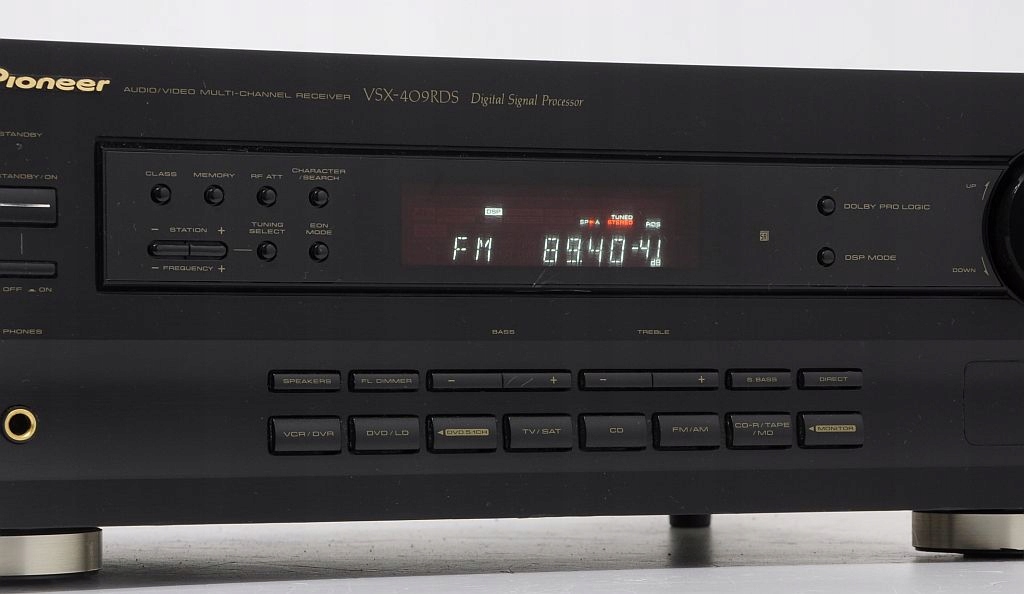 Pioneer AUDIO/VIDEO MULTI-CHANNEL RECEIVER VSX-409RDS Digital Signal Processor
STANDBY
STANDBY/ON
CLASS MEMORY RF ATT CHARACTER
/SEARCH
UP
DOLBY PRO LOGIC
DSP
SP►A TUNED
STEREO
RDS
– STATION +
TUNING
SELECT
EON
MODE
FM 89.40 -41
dB
– FREQUENCY +
DSP MODE
DOWN
OFF ON
PHONES
BASS TREBLE
SPEAKERS FL DIMMER – + – + S.BASS DIRECT
VCR/DVR DVD/LD ◄DVD 5.1CH TV/SAT CD FM/AM CD-R/TAPE
/MD
◄MONITOR